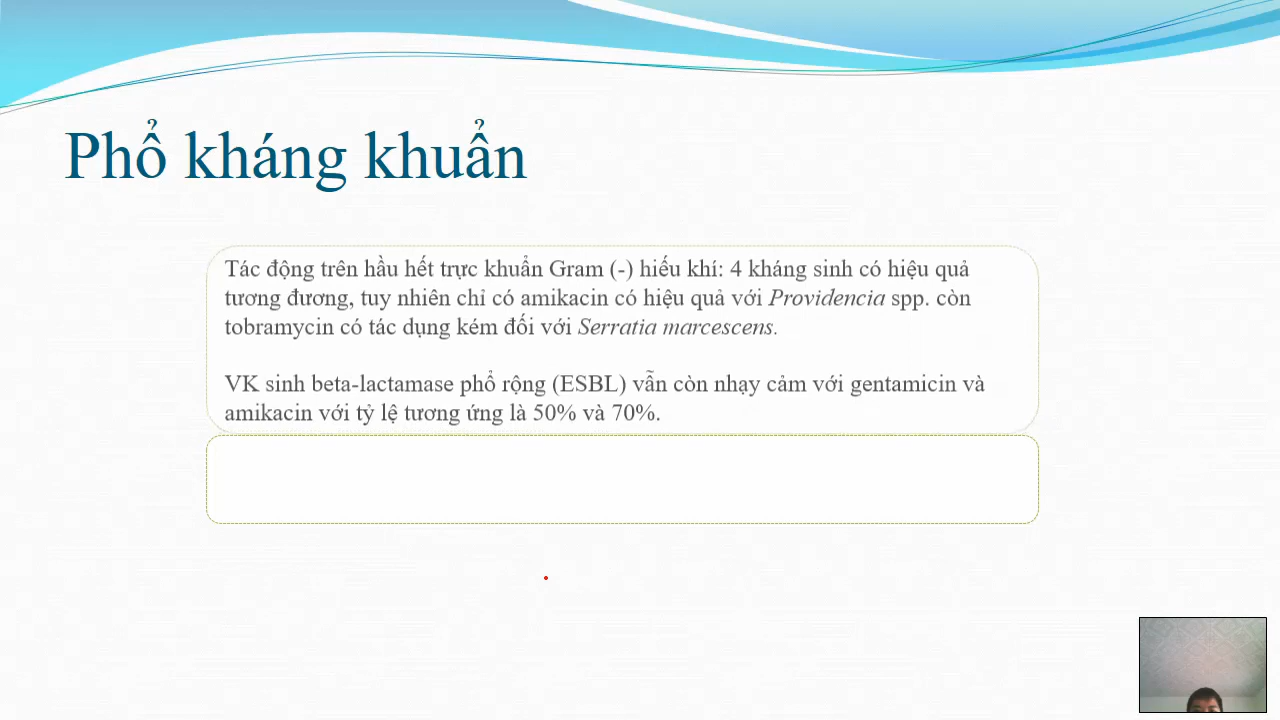 Phổ kháng khuẩn
Tác động trên hầu hết trực khuẩn Gram (-) hiếu khí: 4 kháng sinh có hiệu quả
tương đương, tuy nhiên chỉ có amikacin có hiệu quả với Providencia spp. còn
tobramycin có tác dụng kém đối với Serratia marcescens.
VK sinh beta-lactamase phổ rộng (ESBL) vẫn còn nhạy cảm với gentamicin và
amikacin với tỷ lệ tương ứng là 50% và 70%.